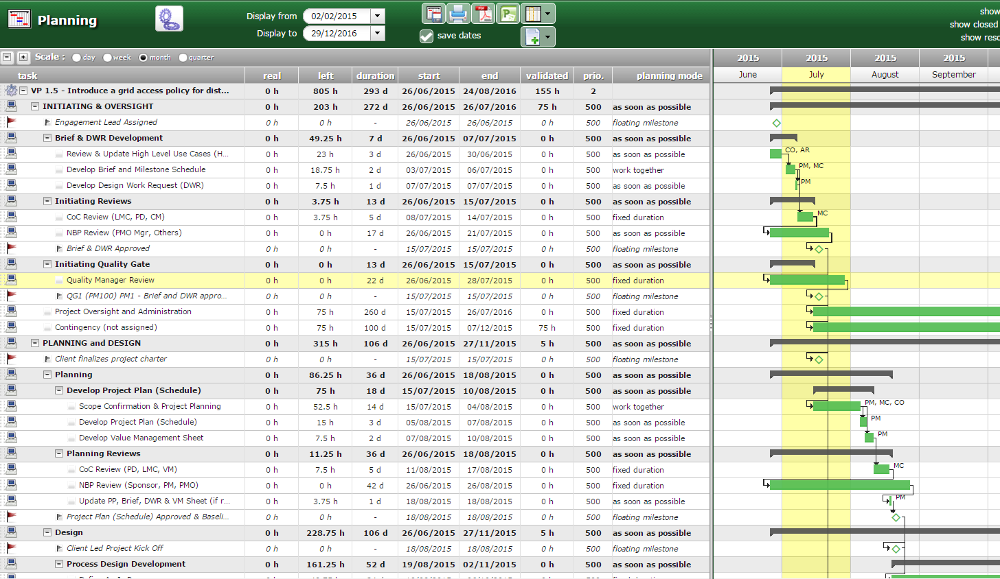 Planning
Display from 02/02/2015
Display to 29/12/2016
save dates
show
show closed
show reso
Scale : day week month quarter
2015 2015 2015 2015
June July August September
task real left duration start end validated prio. planning mode
VP 1.5 - Introduce a grid access policy for dist... 0 h 805 h 293 d 26/06/2015 24/08/2016 155 h 2
INITIATING & OVERSIGHT 0 h 203 h 272 d 26/06/2015 26/07/2016 75 h 500 as soon as possible
Engagement Lead Assigned 0 h 0 h - 26/06/2015 26/06/2015 0 h 500 floating milestone
Brief & DWR Development 0 h 49.25 h 7 d 26/06/2015 07/07/2015 0 h 500 as soon as possible
Review & Update High Level Use Cases (H... 0 h 23 h 3 d 26/06/2015 30/06/2015 0 h 500 as soon as possible CO, AR
Develop Brief and Milestone Schedule 0 h 18.75 h 2 d 03/07/2015 06/07/2015 0 h 500 work together PM, MC
Develop Design Work Request (DWR) 0 h 7.5 h 1 d 07/07/2015 07/07/2015 0 h 500 as soon as possible PM
Initiating Reviews 0 h 3.75 h 13 d 26/06/2015 15/07/2015 0 h 500 as soon as possible
CoC Review (LMC, PD, CM) 0 h 3.75 h 5 d 08/07/2015 14/07/2015 0 h 500 fixed duration MC
NBP Review (PMO Mgr, Others) 0 h 0 h 17 d 26/06/2015 21/07/2015 0 h 500 as soon as possible
Brief & DWR Approved 0 h 0 h - 15/07/2015 15/07/2015 0 h 500 floating milestone
Initiating Quality Gate 0 h 0 h 13 d 26/06/2015 15/07/2015 0 h 500 as soon as possible
Quality Manager Review 0 h 0 h 22 d 26/06/2015 28/07/2015 0 h 500 fixed duration
QG1 (PM100) PM1 - Brief and DWR appro... 0 h 0 h - 15/07/2015 15/07/2015 0 h 500 floating milestone
Project Oversight and Administration 0 h 75 h 260 d 15/07/2015 26/07/2016 0 h 500 fixed duration
Contingency (not assigned) 0 h 75 h 100 d 15/07/2015 07/12/2015 75 h 500 fixed duration
PLANNING and DESIGN 0 h 315 h 106 d 26/06/2015 27/11/2015 5 h 500 as soon as possible
Client finalizes project charter 0 h 0 h - 15/07/2015 15/07/2015 0 h 500 floating milestone
Planning 0 h 86.25 h 36 d 26/06/2015 18/08/2015 0 h 500 as soon as possible
Develop Project Plan (Schedule) 0 h 75 h 18 d 15/07/2015 10/08/2015 0 h 500 as soon as possible
Scope Confirmation & Project Planning 0 h 52.5 h 14 d 15/07/2015 04/08/2015 0 h 500 work together PM, MC, CO
Develop Project Plan (Schedule) 0 h 15 h 3 d 05/08/2015 07/08/2015 0 h 500 as soon as possible PM
Develop Value Management Sheet 0 h 7.5 h 2 d 07/08/2015 10/08/2015 0 h 500 as soon as possible PM
Planning Reviews 0 h 11.25 h 36 d 26/06/2015 18/08/2015 0 h 500 as soon as possible
CoC Review (PD, LMC, VM) 0 h 7.5 h 5 d 11/08/2015 17/08/2015 0 h 500 fixed duration MC
NBP Review (Sponsor, PM, PMO) 0 h 0 h 42 d 26/06/2015 26/08/2015 0 h 500 fixed duration
Update PP, Brief, DWR & VM Sheet (if r... 0 h 3.75 h 1 d 18/08/2015 18/08/2015 0 h 500 as soon as possible PM
Project Plan (Schedule) Approved & Baseli... 0 h 0 h - 18/08/2015 18/08/2015 0 h 500 floating milestone
Design 0 h 228.75 h 106 d 26/06/2015 27/11/2015 5 h 500 as soon as possible
Client Led Project Kick Off 0 h 0 h - 18/08/2015 18/08/2015 0 h 500 floating milestone
Process Design Development 0 h 161.25 h 52 d 19/08/2015 02/11/2015 0 h 500 as soon as possible